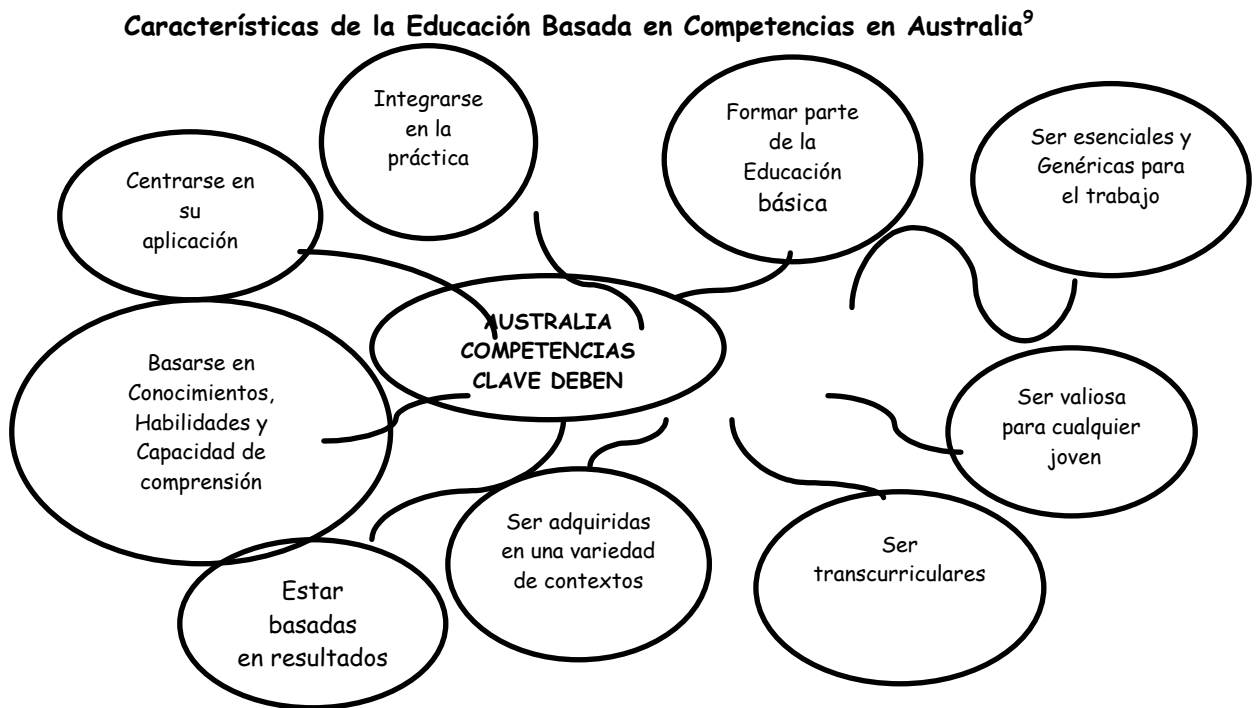 Características de la Educación Basada en Competencias en Australia⁹
Integrarse
en la
práctica
Formar parte
de la
Educación
básica
Ser esenciales y
Genéricas para
el trabajo
Centrarse en
su
aplicación
AUSTRALIA
COMPETENCIAS
CLAVE DEBEN
Basarse en
Conocimientos,
Habilidades y
Capacidad de
comprensión
Ser valiosa
para cualquier
joven
Ser adquiridas
en una variedad
de contextos
Ser
transcurriculares
Estar
basadas
en resultados